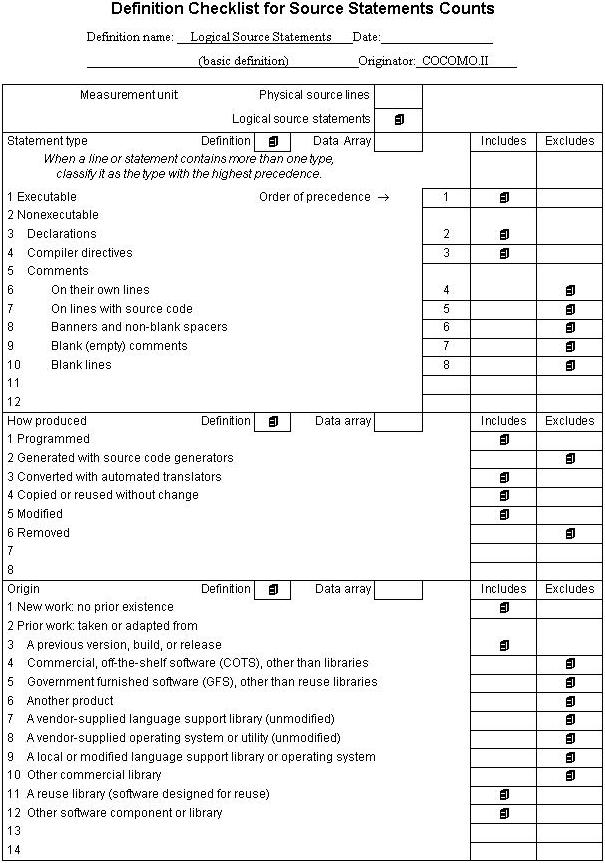 Definition Checklist for Source Statements Counts
Definition name: Logical Source Statements Date:
(basic definition) Originator: COCOMO.II
Measurement unit Physical source lines
Logical source statements
Statement type Definition Data Array Includes Excludes
When a line or statement contains more than one type,
classify it as the type with the highest precedence.
1 Executable Order of precedence → 1
2 Nonexecutable
3 Declarations 2
4 Compiler directives 3
5 Comments
6 On their own lines 4
7 On lines with source code 5
8 Banners and non-blank spacers 6
9 Blank (empty) comments 7
10 Blank lines 8
11
12
How produced Definition Data array Includes Excludes
1 Programmed
2 Generated with source code generators
3 Converted with automated translators
4 Copied or reused without change
5 Modified
6 Removed
7
8
Origin Definition Data array Includes Excludes
1 New work: no prior existence
2 Prior work: taken or adapted from
3 A previous version, build, or release
4 Commercial, off-the-shelf software (COTS), other than libraries
5 Government furnished software (GFS), other than reuse libraries
6 Another product
7 A vendor-supplied language support library (unmodified)
8 A vendor-supplied operating system or utility (unmodified)
9 A local or modified language support library or operating system
10 Other commercial library
11 A reuse library (software designed for reuse)
12 Other software component or library
13
14